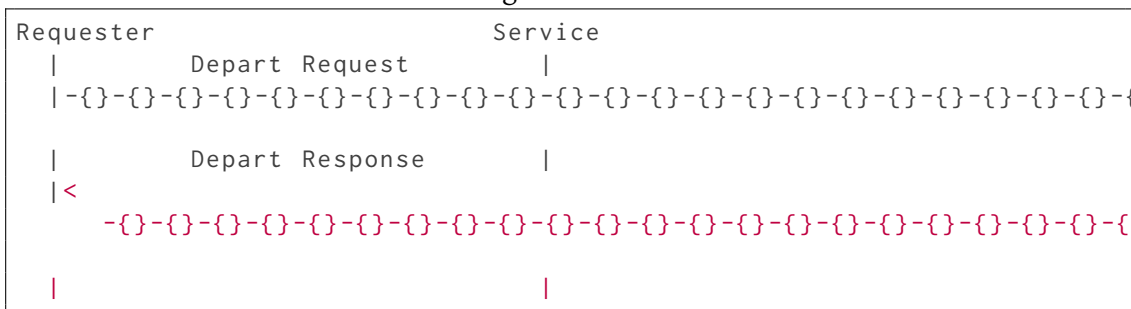 Requester                     Service
  |         Depart Request        |
  |-{}-{}-{}-{}-{}-{}-{}-{}-{}-{}-{}-{}-{}-{}-{}-{}-{}-{}-{}-{}-{}-{}-{
  |         Depart Response       |
  |<
     -{}-{}-{}-{}-{}-{}-{}-{}-{}-{}-{}-{}-{}-{}-{}-{}-{}-{}-{}-{}-{}-{
  |                               |